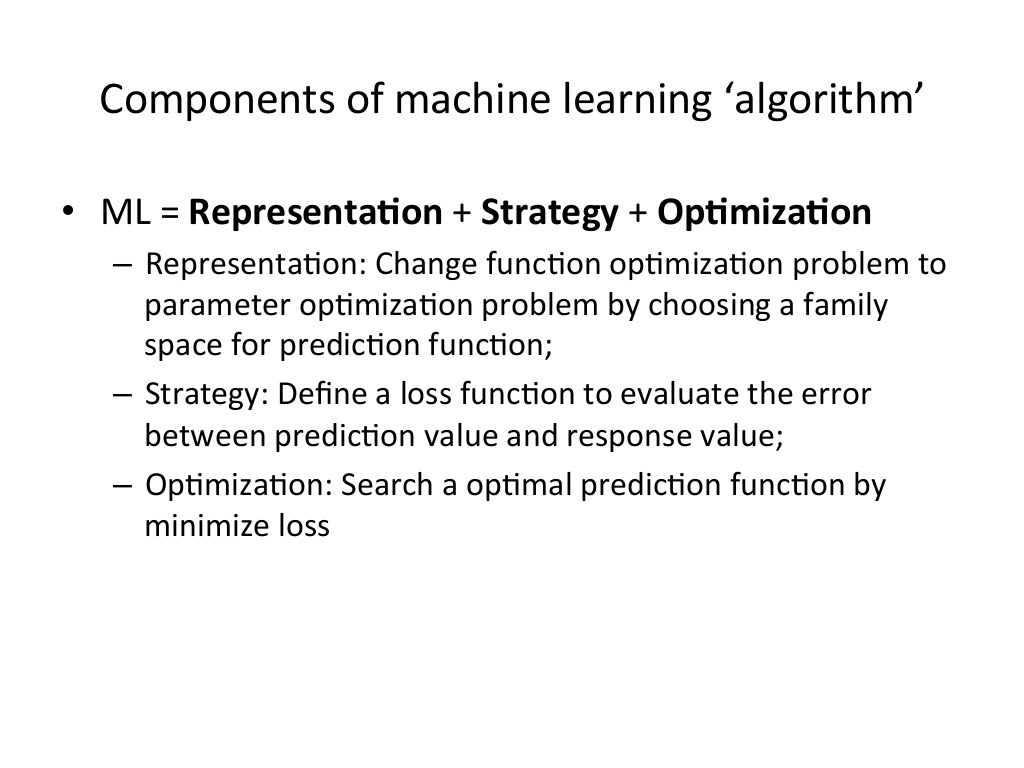 Components of machine learning ‘algorithm’
• ML = Representation + Strategy + Optimization
– Representation: Change function optimization problem to
parameter optimization problem by choosing a family
space for prediction function;
– Strategy: Define a loss function to evaluate the error
between prediction value and response value;
– Optimization: Search a optimal prediction function by
minimize loss